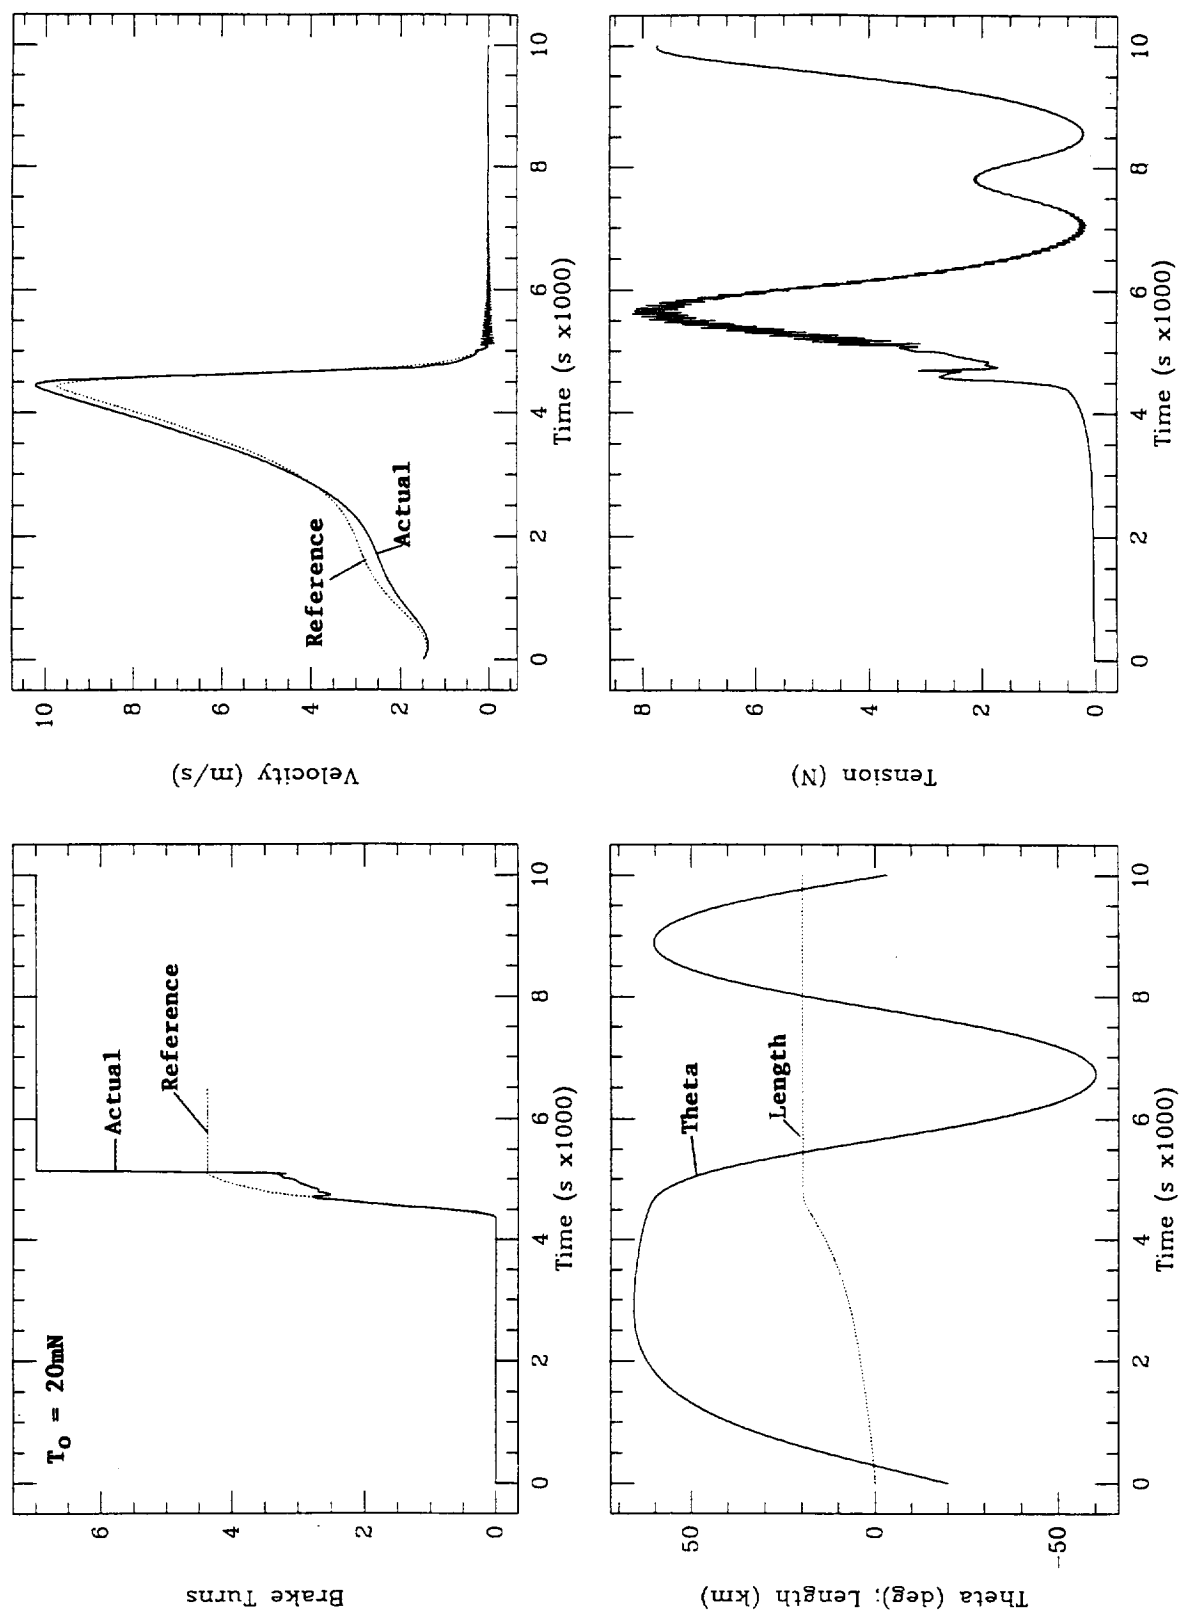 T₀ = 20mN
Actual
Reference
Brake Turns
0
2
4
6
0
2
4
6
8
10
Time (s x1000)
Reference
Actual
Velocity (m/s)
0
2
4
6
8
10
0
2
4
6
8
10
Time (s x1000)
Theta
Length
Theta (deg); Length (km)
-50
0
50
0
2
4
6
8
10
Time (s x1000)
Tension (N)
0
2
4
6
8
0
2
4
6
8
10
Time (s x1000)